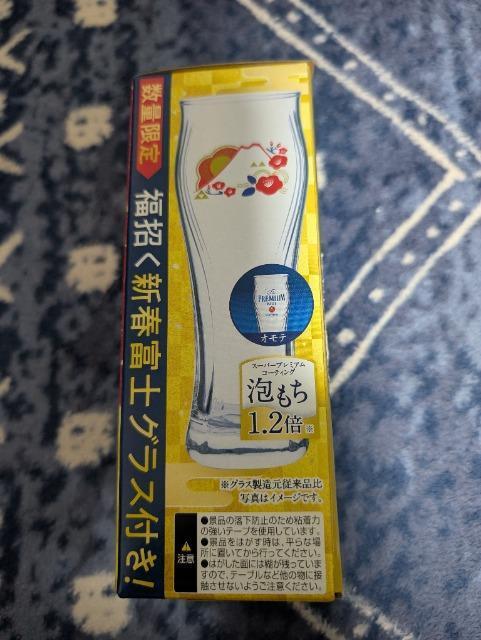 数量限定
福招く新春富士グラス付き!
The
PREMIUM
MALT'S
オモテ
スーパープレミアム
コーティング
泡もち
1.2倍※
※グラス製造元従来品比
写真はイメージです。
注意
●景品の落下防止のため粘着力
の強いテープを使用しています。
●景品をはがす時は、平らな場
所に置いてから行ってください。
●はがした面には糊が残っていま
すので、テーブルなど他の物に接
触させないようご注意ください。